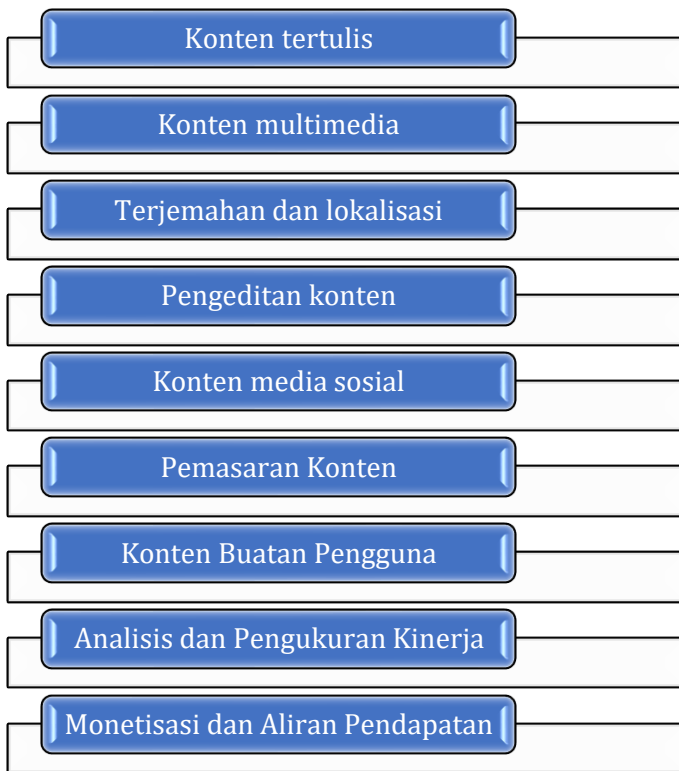 Konten tertulis
Konten multimedia
Terjemahan dan lokalisasi
Pengeditan konten
Konten media sosial
Pemasaran Konten
Konten Buatan Pengguna
Analisis dan Pengukuran Kinerja
Monetisasi dan Aliran Pendapatan